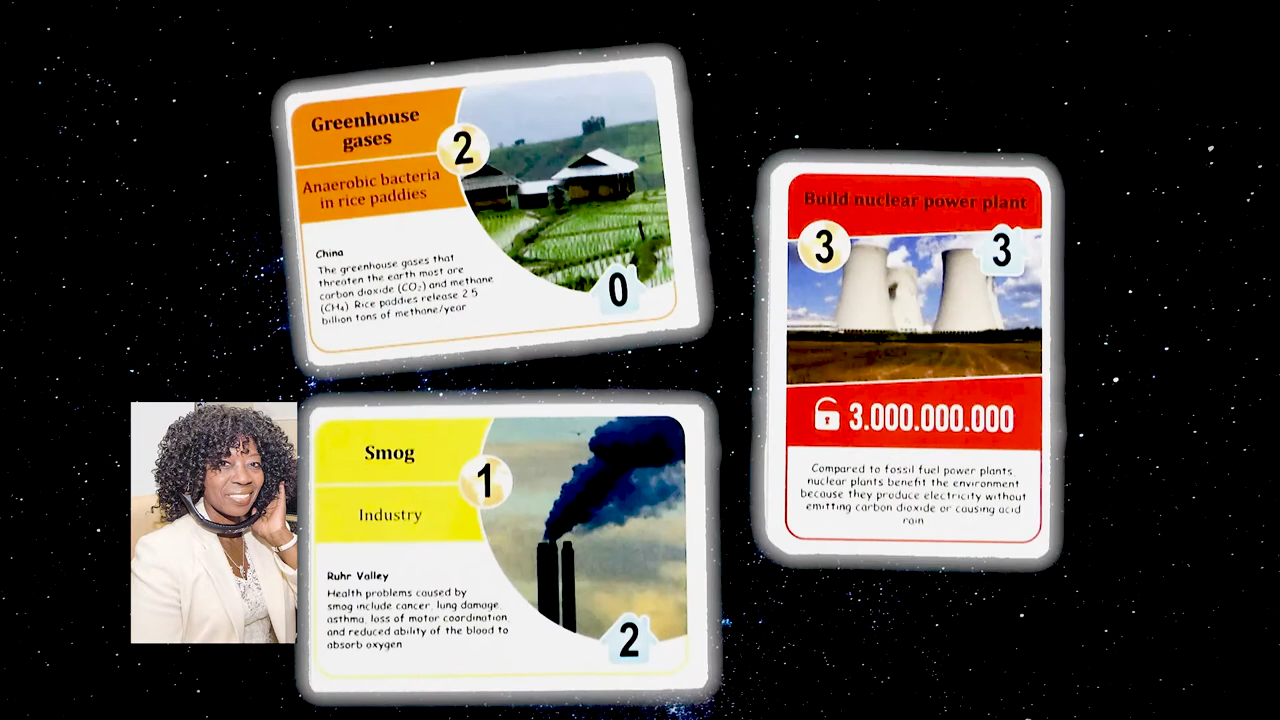 Greenhouse
gases
2
Anaerobic bacteria
in rice paddies
China
The greenhouse gases that
threaten the earth most are
carbon dioxide (CO₂) and methane
(CH₄). Rice paddies release 2.5
billion tons of methane/year
0
Smog
1
Industry
Ruhr Valley
Health problems caused by
smog include cancer, lung damage,
asthma, loss of motor coordination
and reduced ability of the blood to
absorb oxygen
2
Build nuclear power plant
3
3
3.000.000.000
Compared to fossil fuel power plants,
nuclear plants benefit the environment
because they produce electricity without
emitting carbon dioxide or causing acid
rain